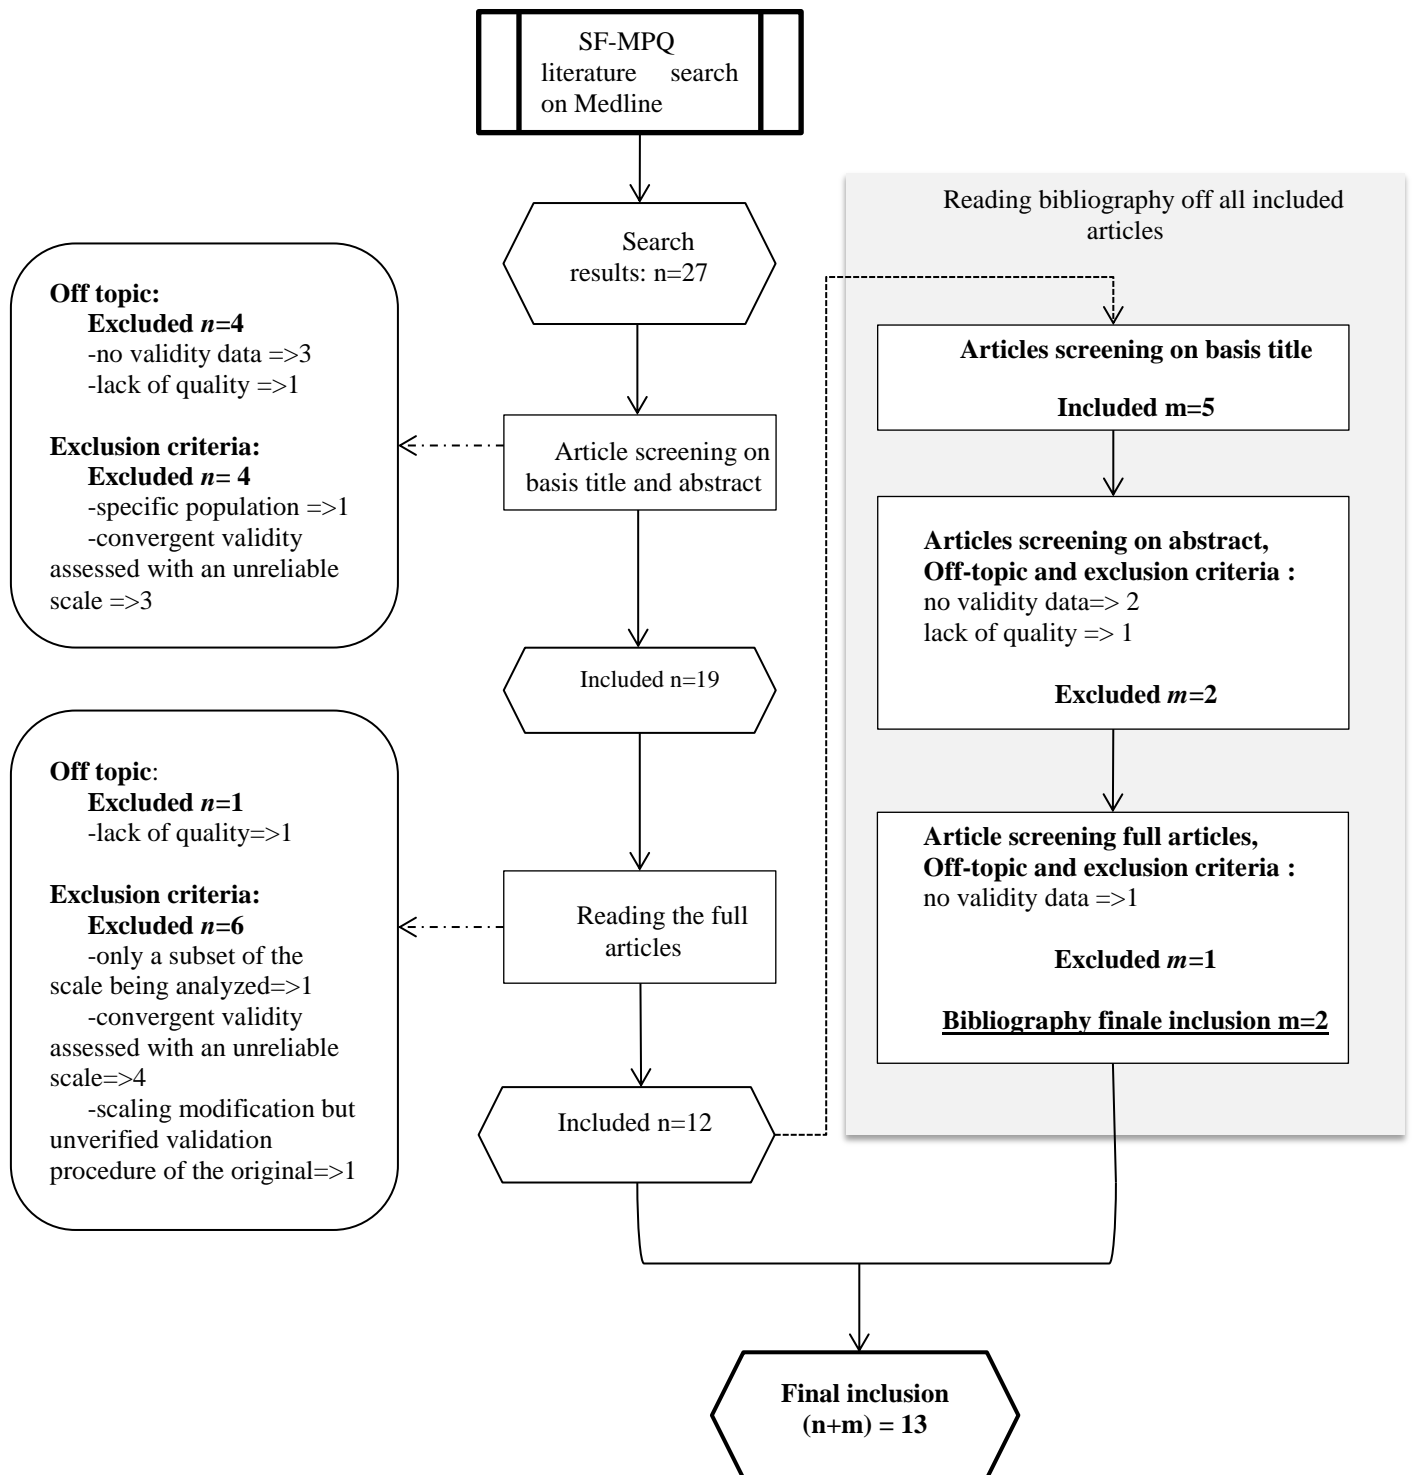 SF-MPQ
literature search
on Medline
Search
results: n=27
Off topic:
Excluded n=4
-no validity data =>3
-lack of quality =>1
Exclusion criteria:
Excluded n= 4
-specific population =>1
-convergent validity
assessed with an unreliable
scale =>3
Article screening on
basis title and abstract
Included n=19
Off topic:
Excluded n=1
-lack of quality=>1
Exclusion criteria:
Excluded n=6
-only a subset of the
scale being analyzed=>1
-convergent validity
assessed with an unreliable
scale=>4
-scaling modification but
unverified validation
procedure of the original=>1
Reading the full
articles
Included n=12
Reading bibliography off all included
articles
Articles screening on basis title
Included m=5
Articles screening on abstract,
Off-topic and exclusion criteria :
no validity data=> 2
lack of quality => 1
Excluded m=2
Article screening full articles,
Off-topic and exclusion criteria :
no validity data =>1
Excluded m=1
Bibliography finale inclusion m=2
Final inclusion
(n+m) = 13